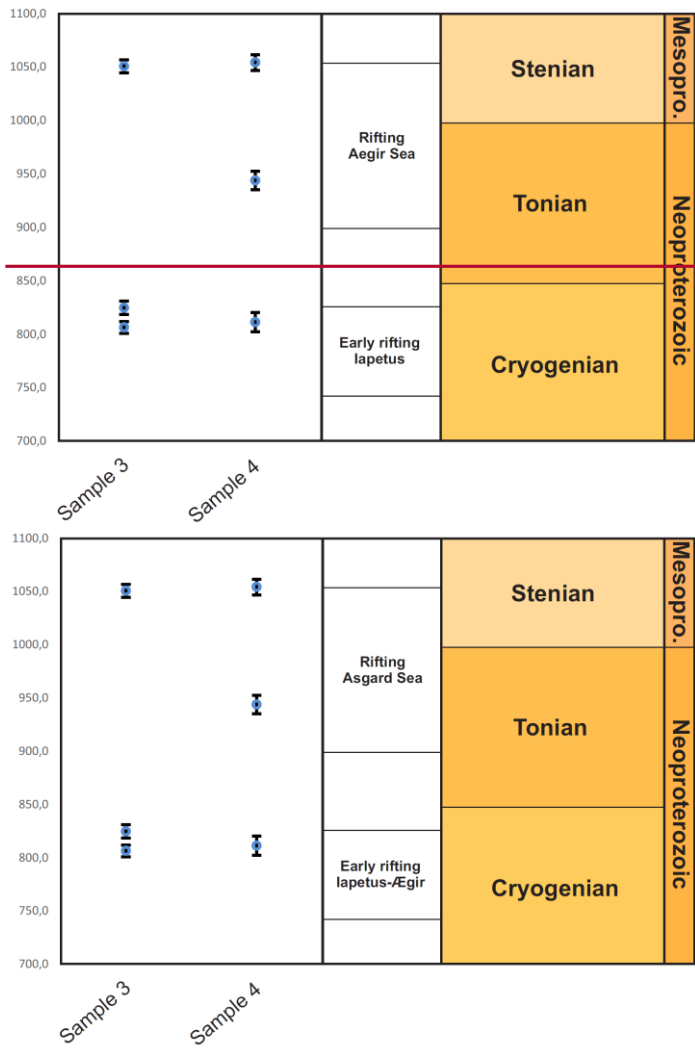 1100,0
1050,0
1000,0
950,0
900,0
850,0
800,0
750,0
700,0
Sample 3
Sample 4
Rifting
Aegir Sea
Early rifting
Iapetus
Stenian
Tonian
Cryogenian
Mesopro.
Neoproterozoic
1100,0
1050,0
1000,0
950,0
900,0
850,0
800,0
750,0
700,0
Sample 3
Sample 4
Rifting
Asgard Sea
Early rifting
Iapetus-Ægir
Stenian
Tonian
Cryogenian
Mesopro.
Neoproterozoic